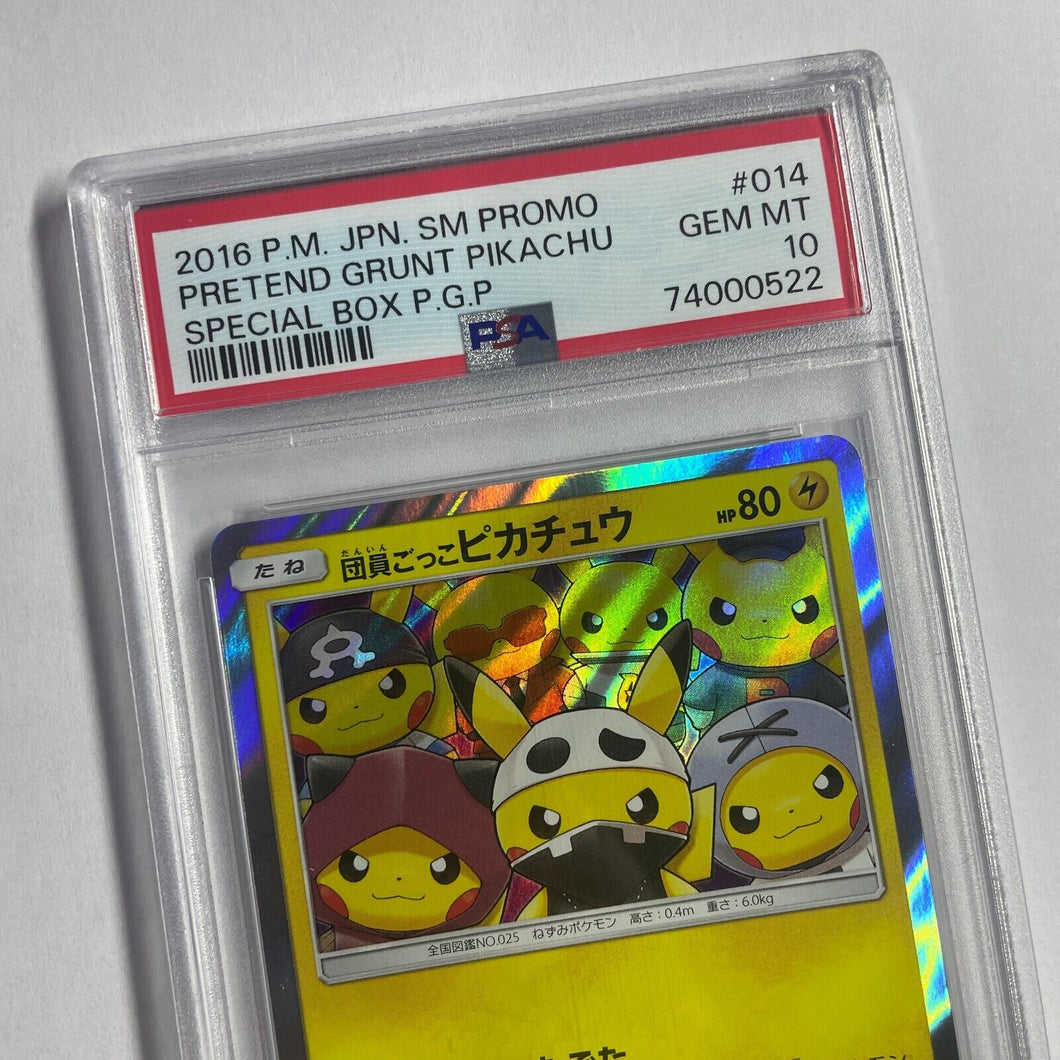 2016 P.M. JPN. SM PROMO
#014
PRETEND GRUNT PIKACHU
GEM MT
SPECIAL BOX P.G.P
10
74000522
PSA
たね
だんいん
団員ごっこピカチュウ
HP80
R
全国図鑑NO.025 ねずみポケモン 高さ:0.4m 重さ:6.0kg